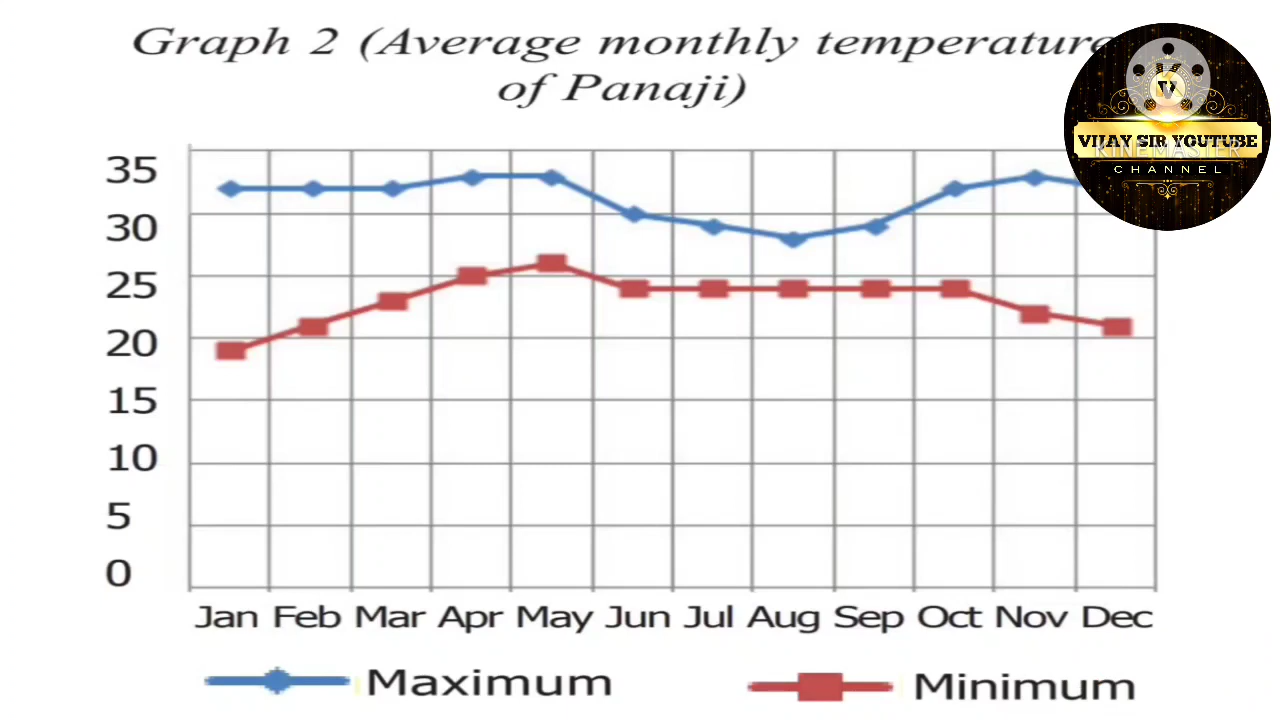 Graph 2 (Average monthly temperature
of Panaji)
V
VIJAY SIR YOUTUBE
KINEMASTER
CHANNEL
35
30
25
20
15
10
5
0
Jan Feb Mar Apr May Jun Jul Aug Sep Oct Nov Dec
Maximum Minimum